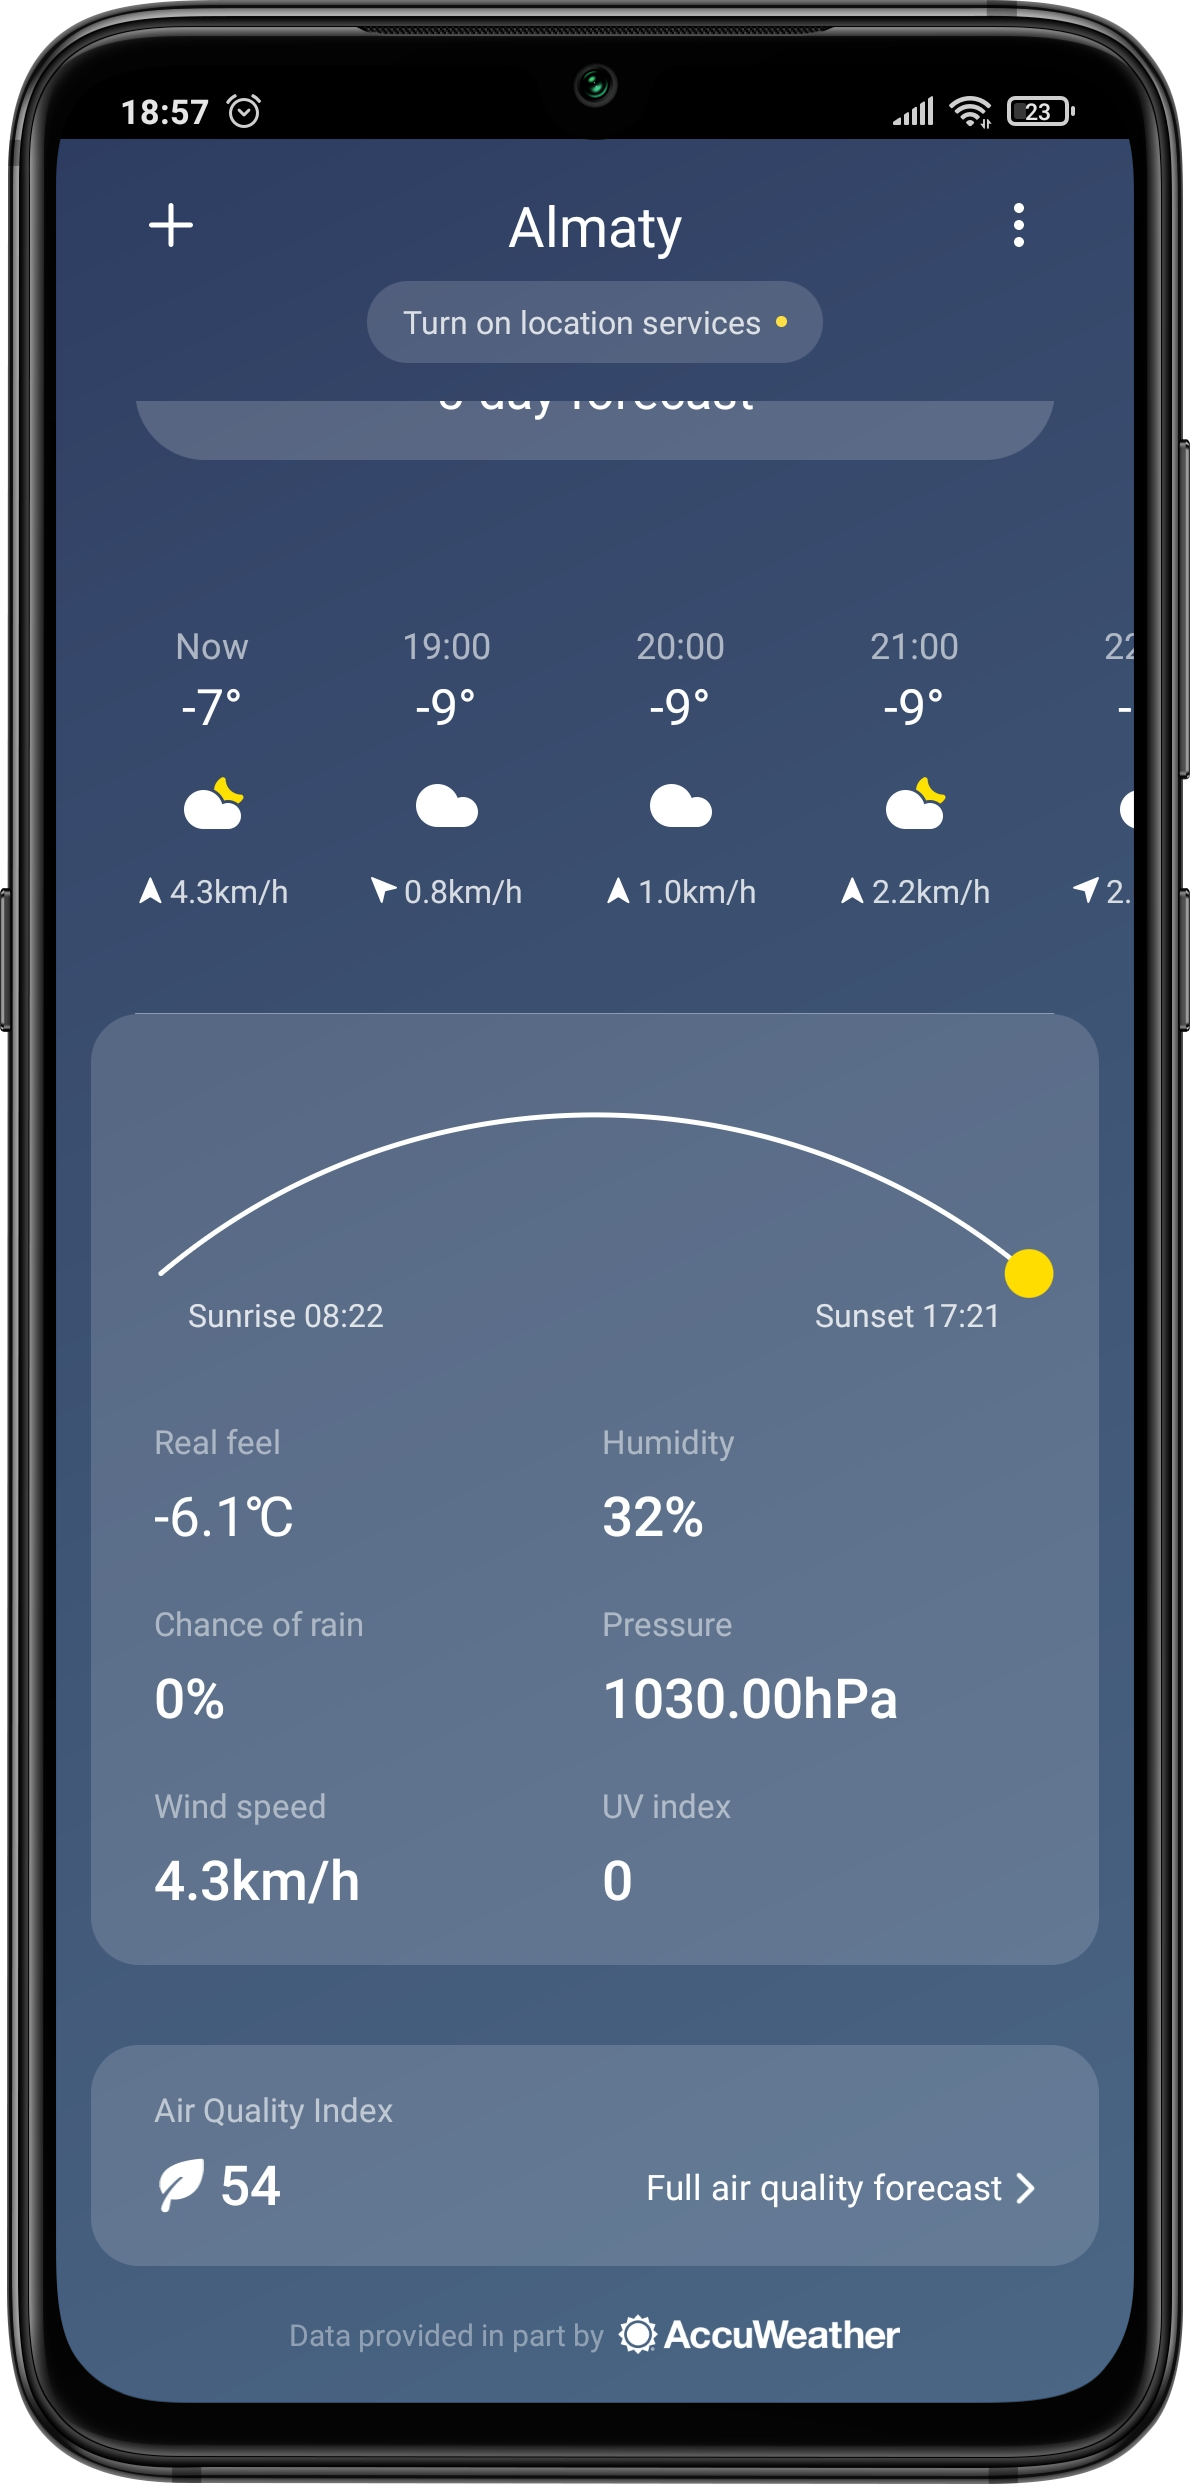 18:57
23
Almaty
Turn on location services
day forecast
Now 19:00 20:00 21:00 22
-7° -9° -9° -9° -
4.3km/h 0.8km/h 1.0km/h 2.2km/h 2.
Sunrise 08:22 Sunset 17:21
Real feel Humidity
-6.1℃ 32%
Chance of rain Pressure
0% 1030.00hPa
Wind speed UV index
4.3km/h 0
Air Quality Index
54 Full air quality forecast
Data provided in part by AccuWeather